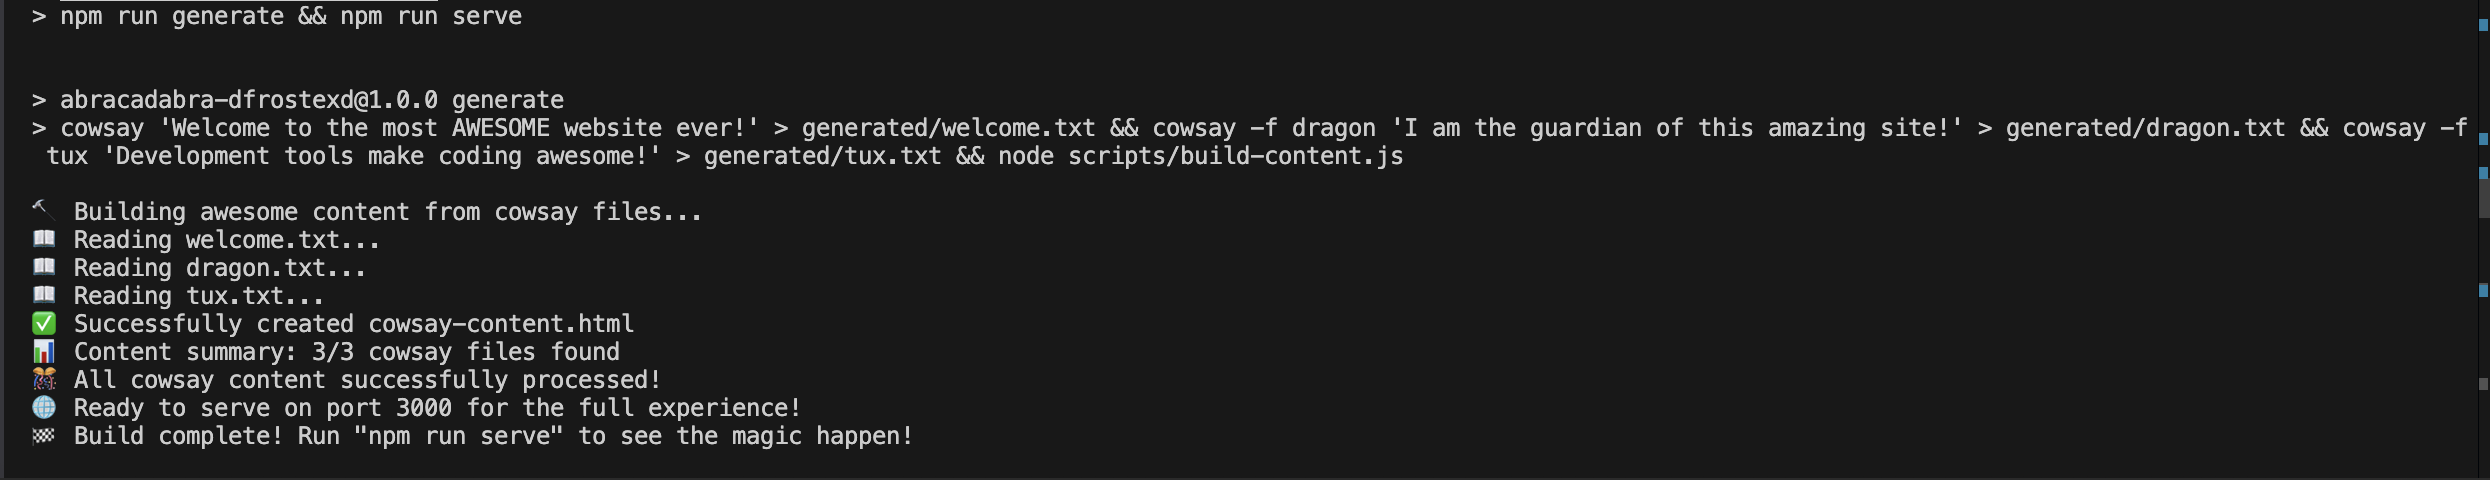 > npm run generate && npm run serve
> abracadabra-dfrostexd@1.0.0 generate
> cowsay 'Welcome to the most AWESOME website ever!' > generated/welcome.txt && cowsay -f dragon 'I am the guardian of this amazing site!' > generated/dragon.txt && cowsay -f
tux 'Development tools make coding awesome!' > generated/tux.txt && node scripts/build-content.js
🔨 Building awesome content from cowsay files...
📖 Reading welcome.txt...
📖 Reading dragon.txt...
📖 Reading tux.txt...
✅ Successfully created cowsay-content.html
📊 Content summary: 3/3 cowsay files found
🎊 All cowsay content successfully processed!
🌐 Ready to serve on port 3000 for the full experience!
🏁 Build complete! Run "npm run serve" to see the magic happen!